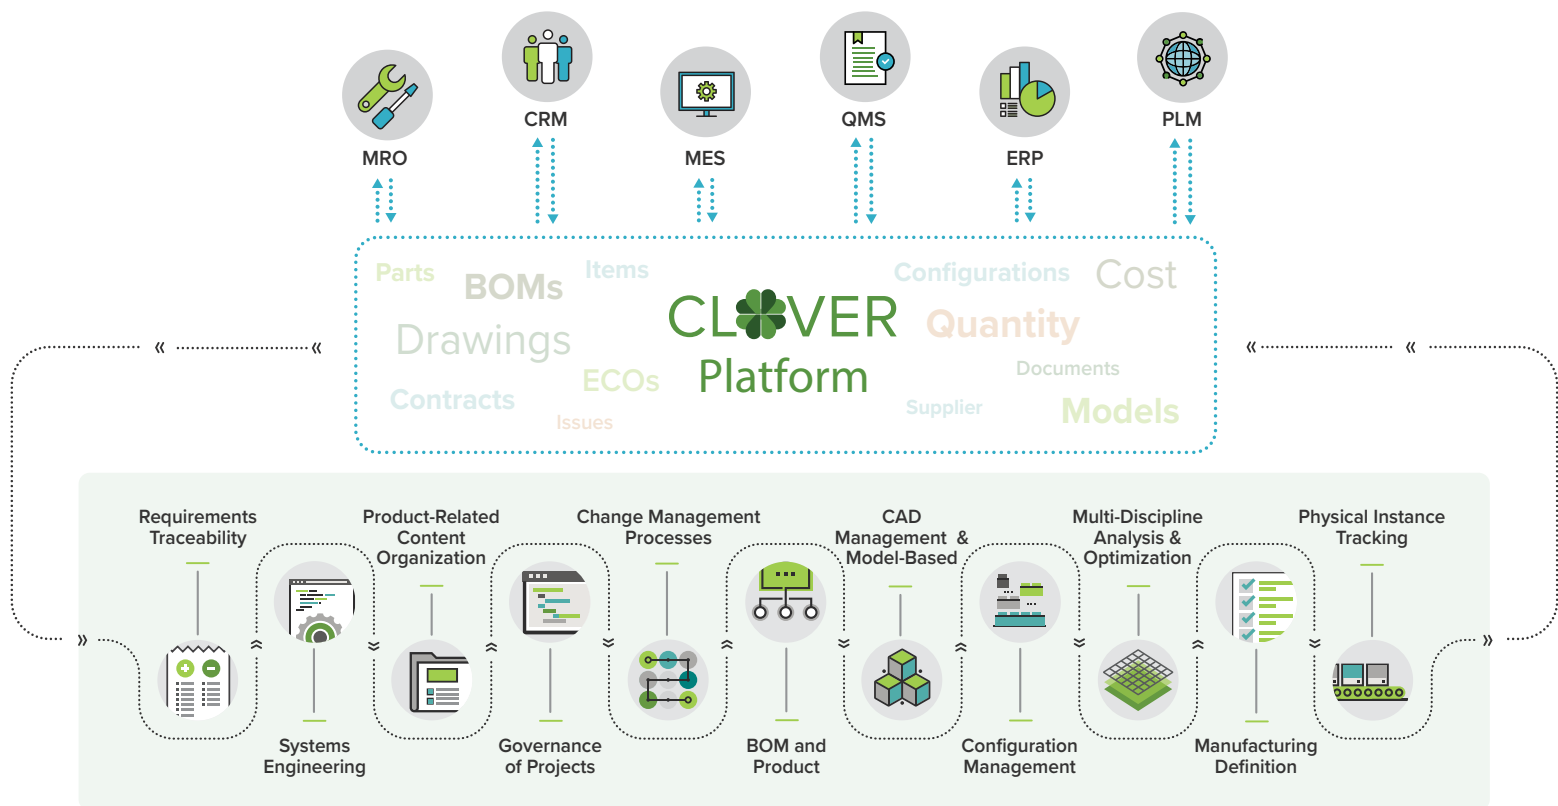 MRO
CRM
MES
QMS
ERP
PLM
Parts
BOMs
Items
Drawings
ECOs
Contracts
Issues
CLOVER
Platform
Configurations
Cost
Quantity
Documents
Supplier
Models
Requirements
Traceability
Systems
Engineering
Product-Related
Content
Organization
Governance
of Projects
Change Management
Processes
BOM and
Product
CAD
Management &
Model-Based
Configuration
Management
Multi-Discipline
Analysis &
Optimization
Manufacturing
Definition
Physical Instance
Tracking